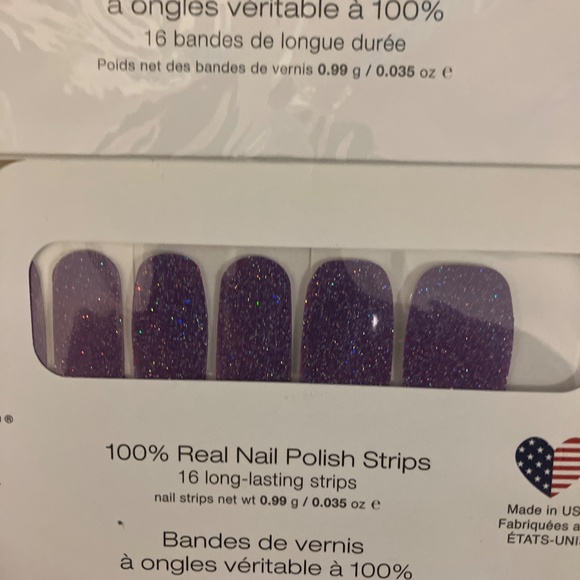 à ongles véritable à 100%
16 bandes de longue durée
Poids net des bandes de vernis 0.99 g / 0.035 oz ℮
®
100% Real Nail Polish Strips
16 long-lasting strips
nail strips net wt 0.99 g / 0.035 oz ℮
Bandes de vernis
à ongles véritable à 100%
Made in US
Fabriquées a
ÉTATS-UNI